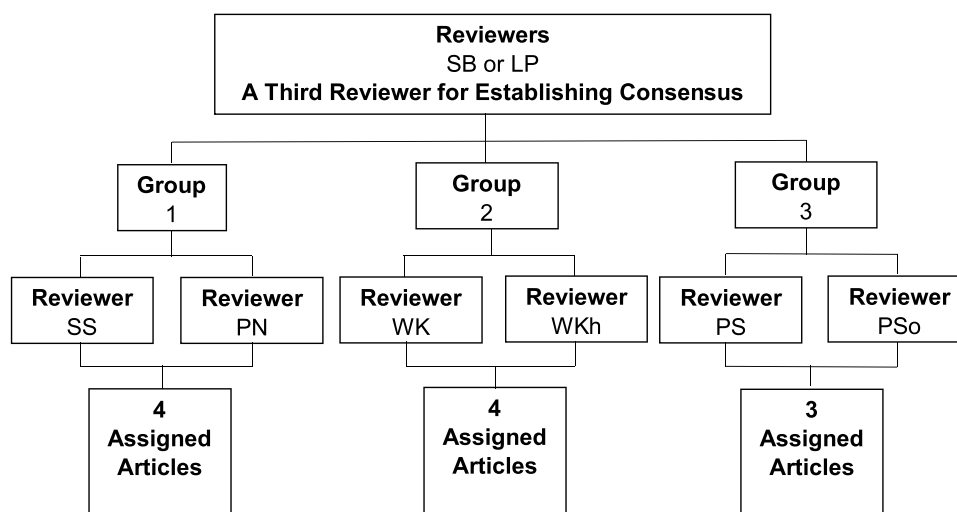 Reviewers
SB or LP
A Third Reviewer for Establishing Consensus
Group
1
Group
2
Group
3
Reviewer
SS
Reviewer
PN
Reviewer
WK
Reviewer
WKh
Reviewer
PS
Reviewer
PSo
4
Assigned
Articles
4
Assigned
Articles
3
Assigned
Articles